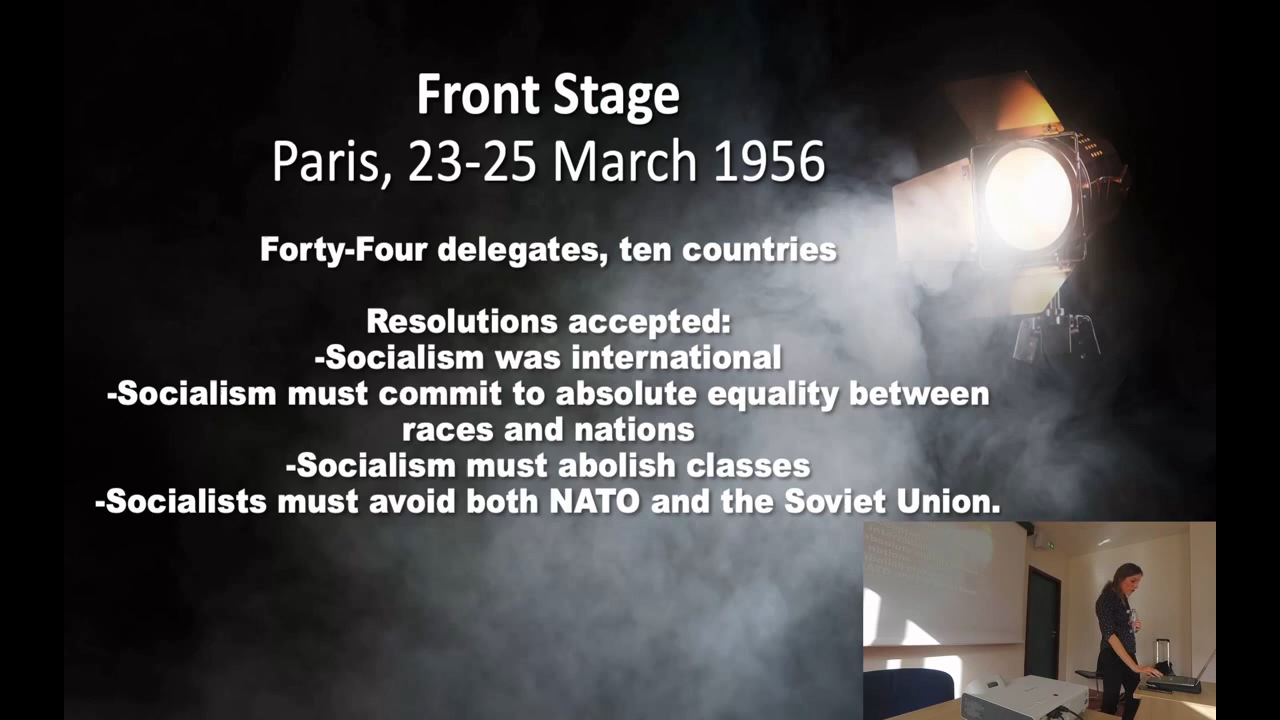 Front Stage
Paris, 23-25 March 1956
Forty-Four delegates, ten countries
Resolutions accepted:
-Socialism was international
-Socialism must commit to absolute equality between
races and nations
-Socialism must abolish classes
-Socialists must avoid both NATO and the Soviet Union.